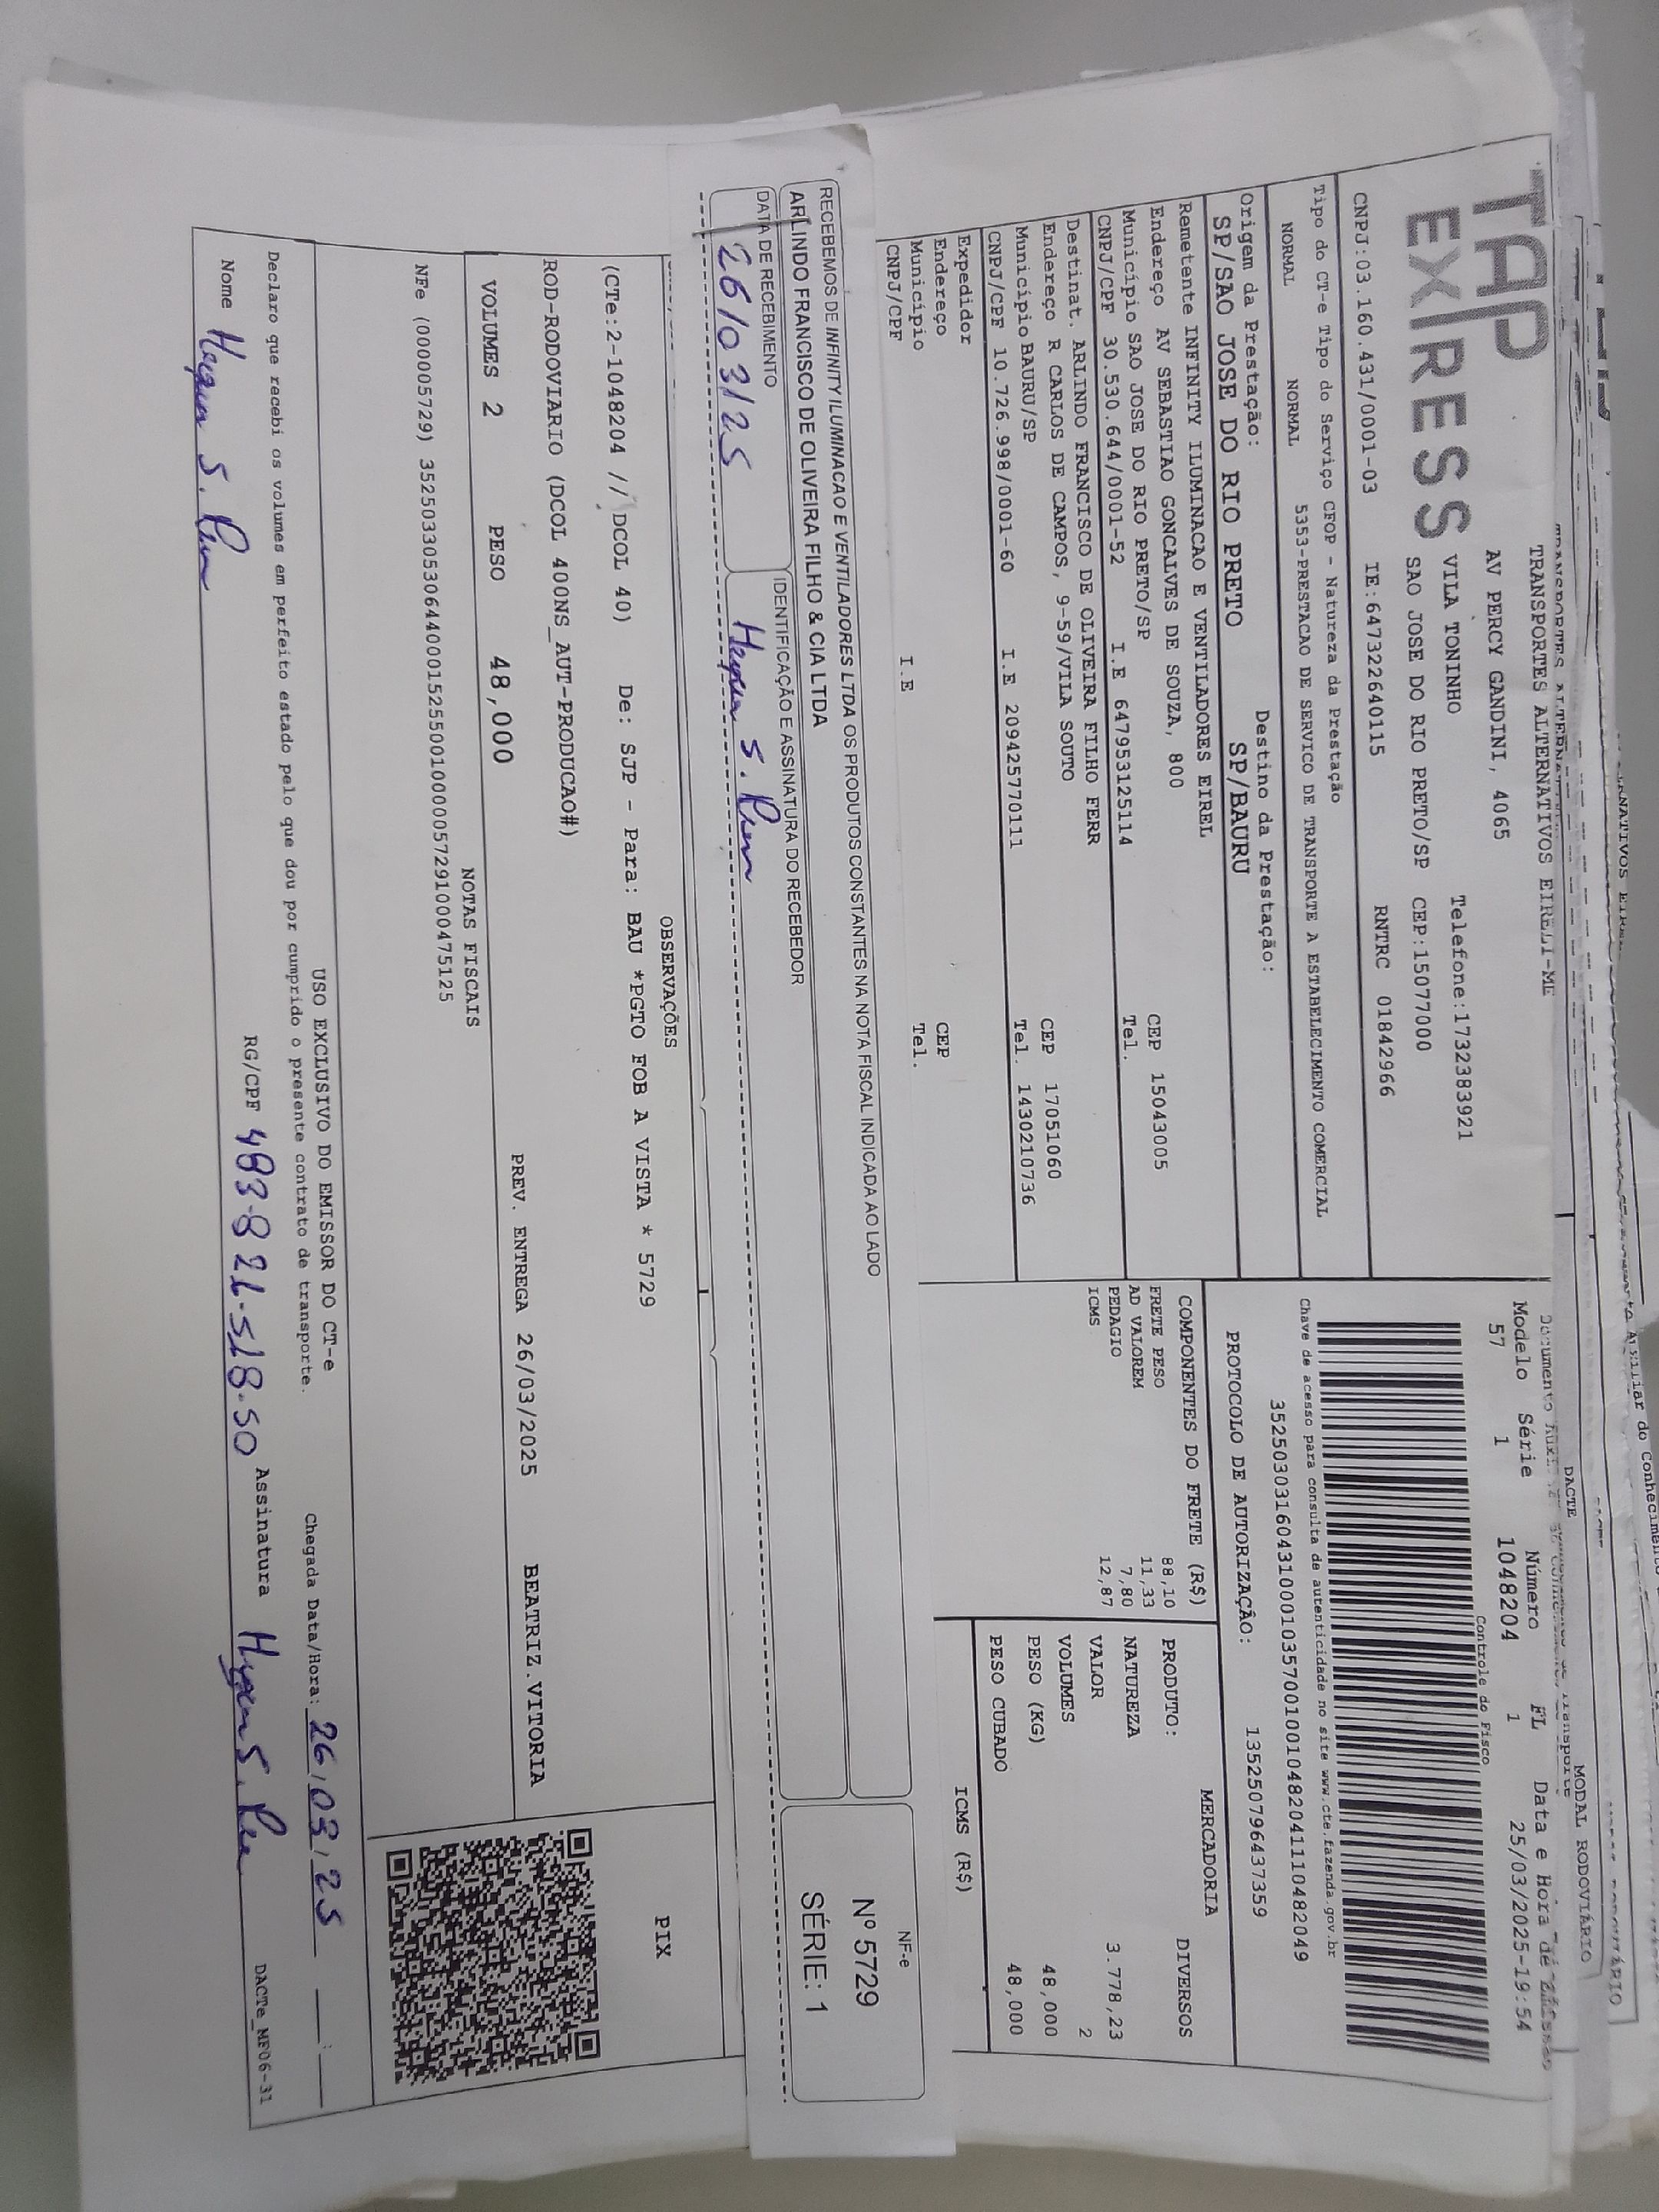 TAP
EXPRESS
TRANSPORTES ALTERNATIVOS EIRELI-ME
AV PERCY GANDINI, 4065
VILA TONINHO Telefone:1732383921
SAO JOSE DO RIO PRETO/SP CEP:15077000
CNPJ:03.160.431/0001-03 IE:647322640115 RNTRC 01842966
Tipo do CT-e Tipo do Serviço CFOP - Natureza da Prestação
NORMAL NORMAL 5353-PRESTACAO DE SERVICO DE TRANSPORTE A ESTABELECIMENTO COMERCIAL
Origem da Prestação: Destino da Prestação:
SP/SAO JOSE DO RIO PRETO SP/BAURU
Remetente INFINITY ILUMINACAO E VENTILADORES EIREL
Endereço AV SEBASTIAO GONCALVES DE SOUZA, 800 CEP 15043005
Município SAO JOSE DO RIO PRETO/SP Tel.
CNPJ/CPF 30.530.644/0001-52 I.E 647953125114
Destinat. ARLINDO FRANCISCO DE OLIVEIRA FILHO FERR
Endereço R CARLOS DE CAMPOS, 9-59/VILA SOUTO CEP 17051060
Município BAURU/SP Tel. 1430210736
CNPJ/CPF 10.726.998/0001-60 I.E 209425770111
Expedidor
Endereço CEP
Município Tel.
CNPJ/CPF I.E
DACTE
MODAL RODOVIÁRIO
Modelo Série Número FL Data e Hora de
57 1 1048204 1 25/03/2025-19:54
Controle do Fisco
Chave de acesso para consulta de autenticidade no site www.cte.fazenda.gov.br
35250303160431000103570010010482041110482049
PROTOCOLO DE AUTORIZAÇÃO: 135250796437359
COMPONENTES DO FRETE (R$)
FRETE PESO 88,10
AD VALOREM 11,33
PEDAGIO 7,80
ICMS 12,87
MERCADORIA
PRODUTO: DIVERSOS
NATUREZA
VALOR 3.778,23
VOLUMES 2
PESO (KG) 48,000
PESO CUBADO 48,000
ICMS (R$)
RECEBEMOS DE INFINITY ILUMINACAO E VENTILADORES LTDA OS PRODUTOS CONSTANTES NA NOTA FISCAL INDICADA AO LADO
ARLINDO FRANCISCO DE OLIVEIRA FILHO & CIA LTDA
DATA DE RECEBIMENTO IDENTIFICAÇÃO E ASSINATURA DO RECEBEDOR
26/03/25
NF-e
Nº 5729
SÉRIE: 1
OBSERVAÇÕES
(CTe:2-1048204 // DCOL 40) De: SJP - Para: BAU *PGTO FOB A VISTA * 5729
ROD-RODOVIARIO (DCOL 400NS_AUT-PRODUCAO#)
PIX
VOLUMES 2 PESO 48,000 PREV. ENTREGA 26/03/2025 BEATRIZ.VITORIA
NOTAS FISCAIS
NFe (000005729) 35250330530644000152550010000057291000475125
USO EXCLUSIVO DO EMISSOR DO CT-e
Declaro que recebi os volumes em perfeito estado pelo que dou por cumprido o presente contrato de transporte. Chegada Data/Hora: 26/03/25
Nome RG/CPF 483-821-518-50 Assinatura
DACTe_MF06-31